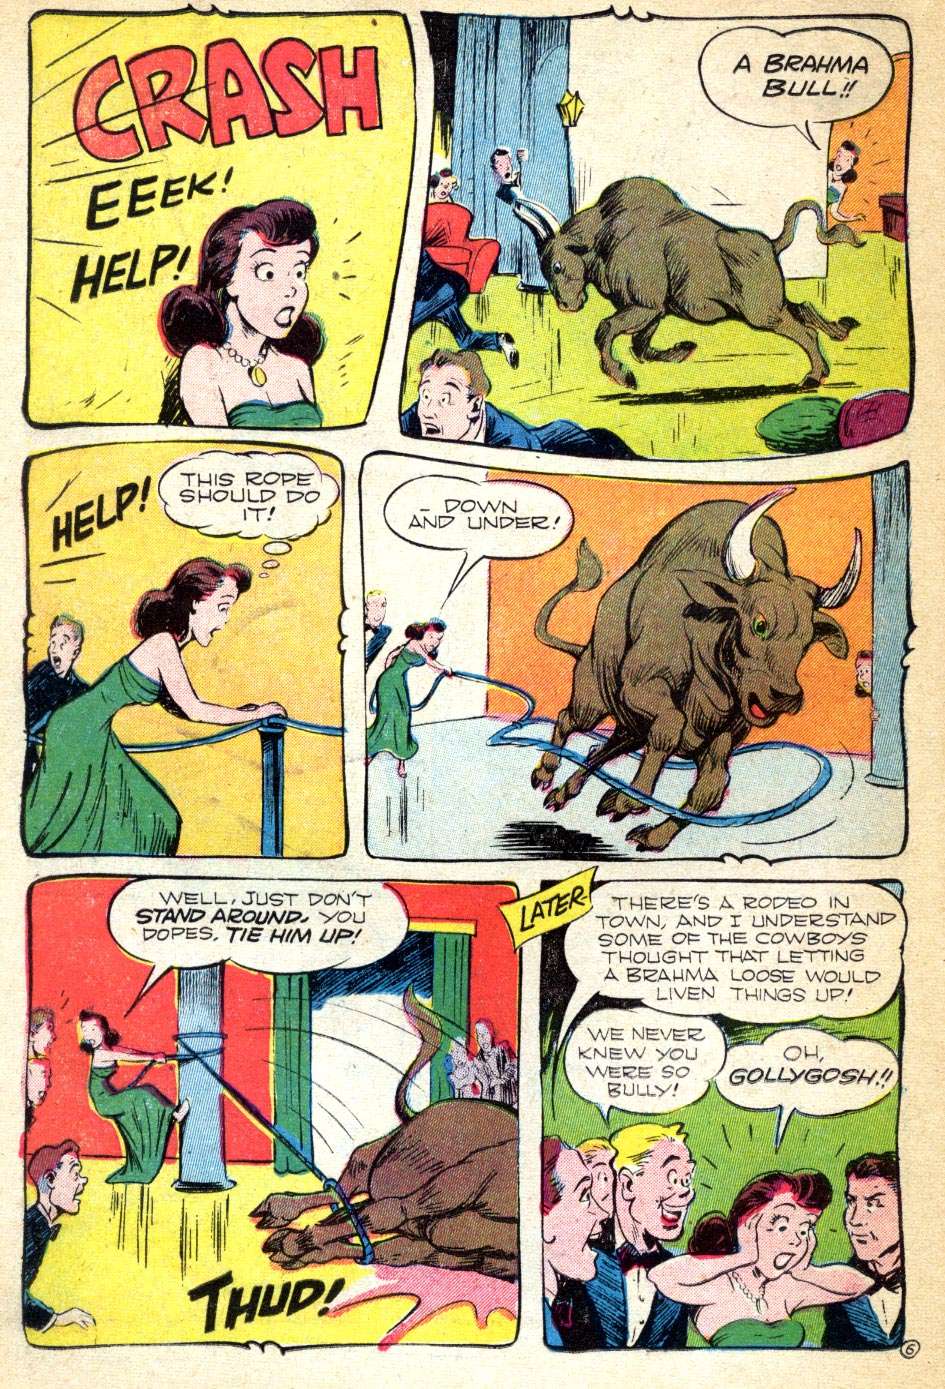 CRASH
EEEK!
HELP!
A BRAHMA
BULL!!
HELP!
THIS ROPE
SHOULD DO
IT!
– DOWN
AND UNDER!
WELL, JUST DON'T
STAND AROUND, YOU
DOPES. TIE HIM UP!
THUD!
LATER-
THERE'S A RODEO IN
TOWN, AND I UNDERSTAND
SOME OF THE COWBOYS
THOUGHT THAT LETTING
A BRAHMA LOOSE WOULD
LIVEN THINGS UP!
WE NEVER
KNEW YOU
WERE SO
BULLY!
OH,
GOLLYGOSH!!
6